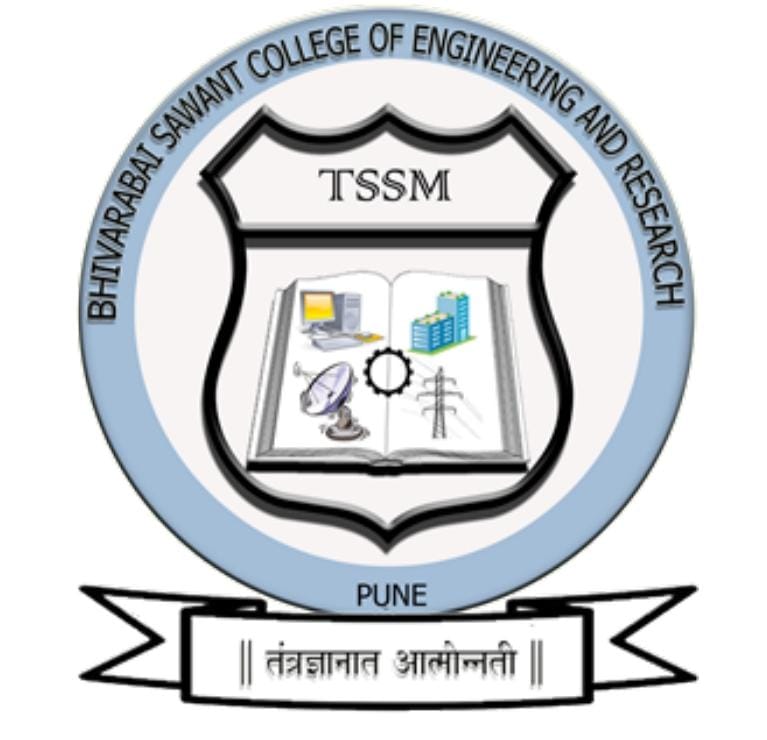 BHIVARABAI SAWANT COLLEGE OF ENGINEERING AND RESEARCH
TSSM
PUNE
|| तंत्रज्ञानात आत्मोन्नती ||